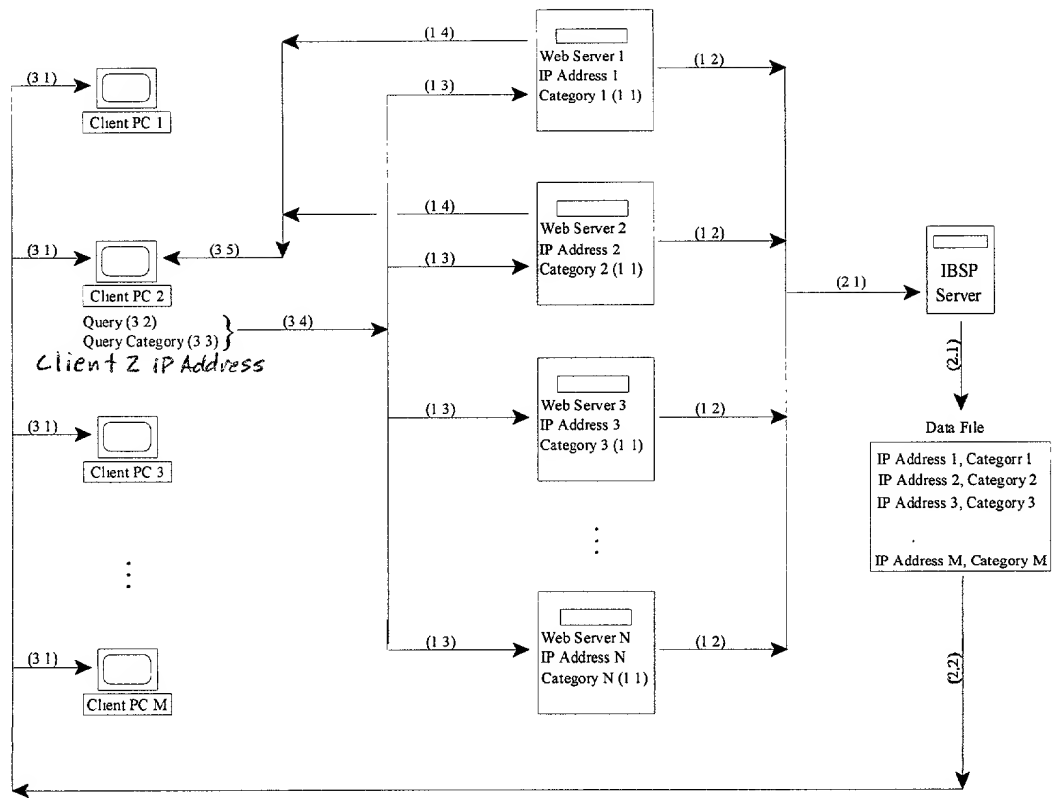 (1 4)
Web Server 1
IP Address 1
Category 1 (1 1)
(1 2)
(1 3)
(3 1)
Client PC 1
(1 4)
Web Server 2
IP Address 2
Category 2 (1 1)
(1 2)
(1 3)
(3 1)
(3 5)
Client PC 2
Query (3 2)
Query Category (3 3)
}
Client 2 iP Address
(3 4)
(2 1)
IBSP
Server
(2.1)
Data File
IP Address 1, Categorr 1
IP Address 2, Category 2
IP Address 3, Category 3
.
IP Address M, Category M
(2.2)
(1 3)
Web Server 3
IP Address 3
Category 3 (1 1)
(1 2)
(3 1)
Client PC 3
(1 3)
Web Server N
IP Address N
Category N (1 1)
(1 2)
(3 1)
Client PC M